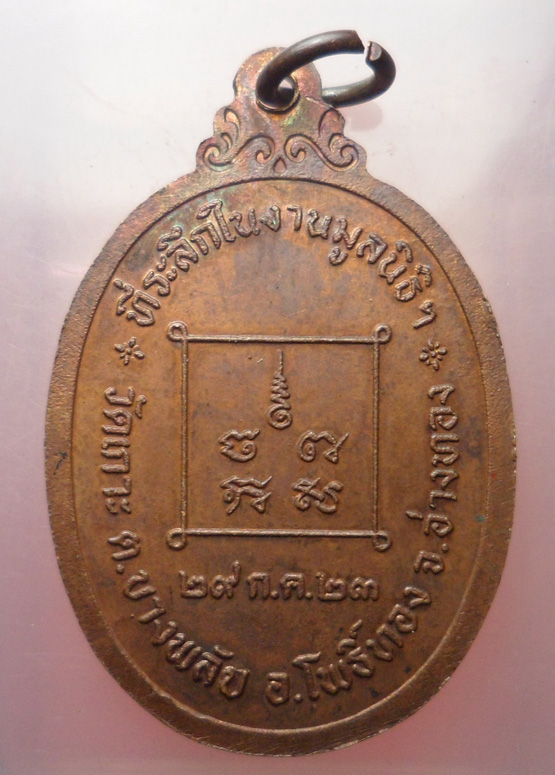 ที่ระลึกในงานมูลนิธิฯ
๒๙ ก.ค.๒๓
วัดเกาะ ต.บางพลับ อ.โพธิ์ทอง จ.อ่างทอง